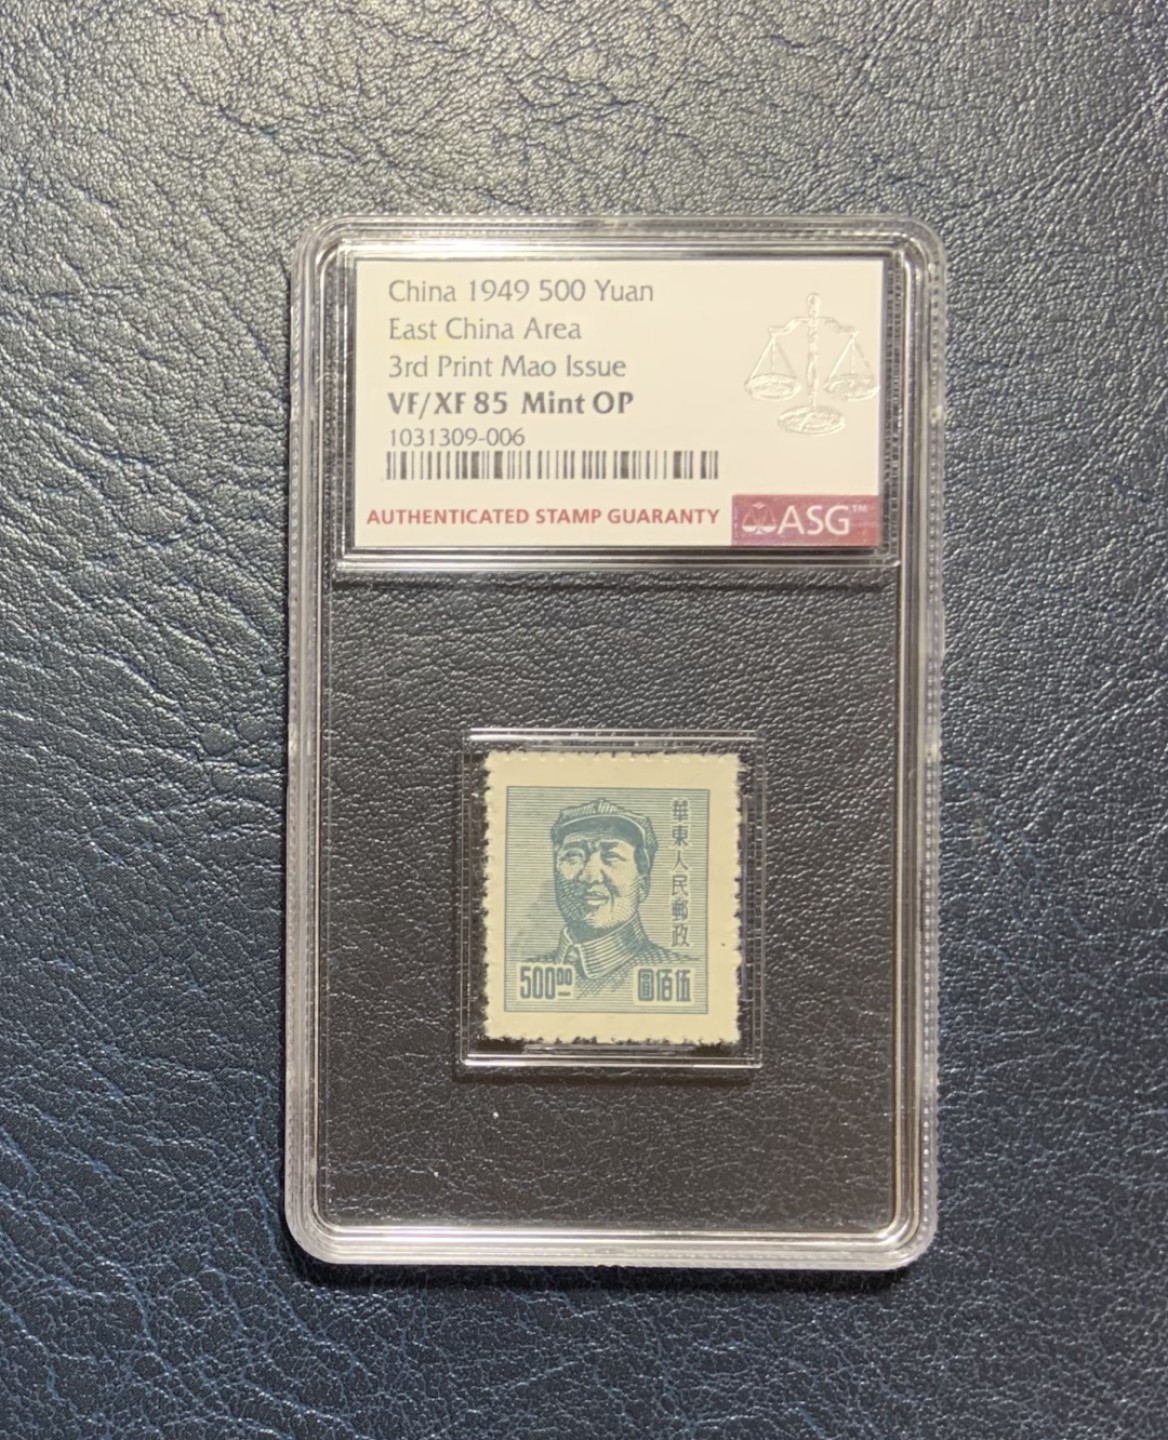 China 1949 500 Yuan
East China Area
3rd Print Mao Issue
VF/XF 85 Mint OP
1031309-006
AUTHENTICATED STAMP GUARANTY
ASG™
華東人民郵政
500.00
圓佰伍